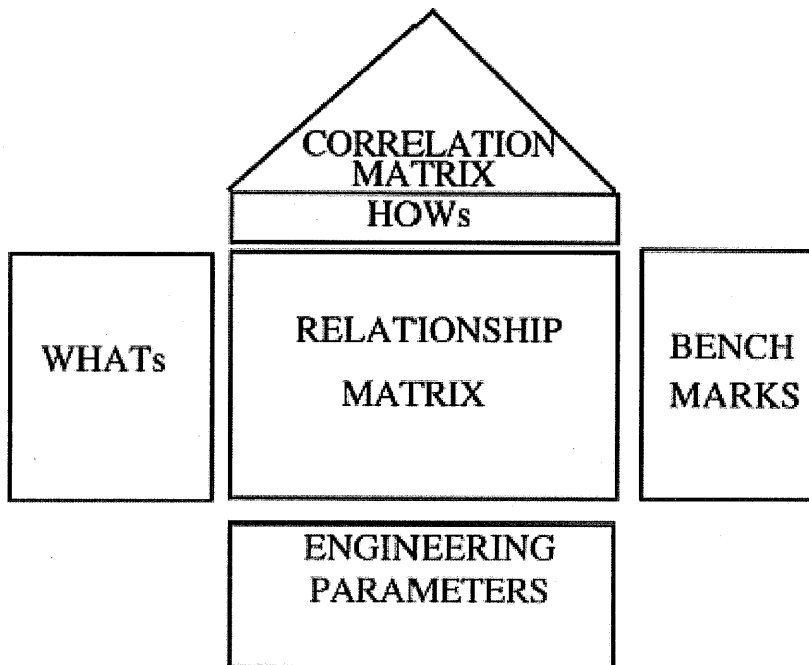 CORRELATION
MATRIX
HOWs
WHATs
RELATIONSHIP
MATRIX
BENCH
MARKS
ENGINEERING
PARAMETERS